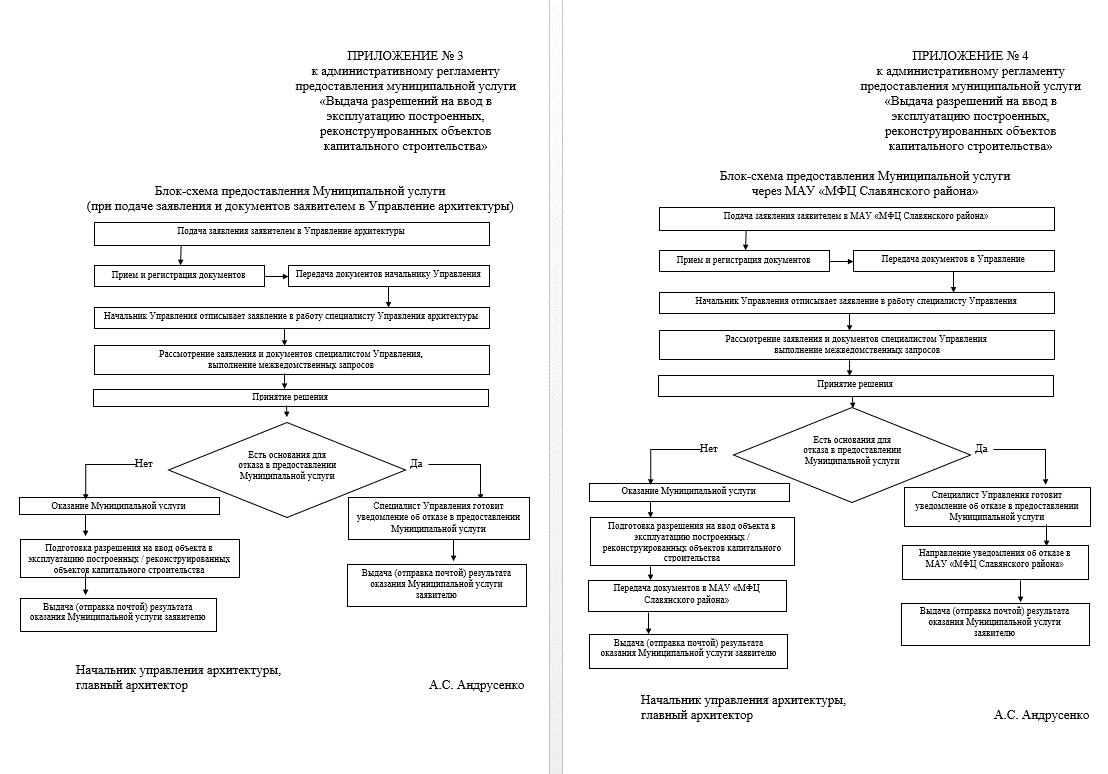 ПРИЛОЖЕНИЕ № 3
к административному регламенту
предоставления муниципальной услуги
«Выдача разрешений на ввод в
эксплуатацию построенных,
реконструированных объектов
капитального строительства»
Блок-схема предоставления Муниципальной услуги
(при подаче заявления и документов заявителем в Управление архитектуры)
Подача заявления заявителем в Управление архитектуры
Прием и регистрация документов
Передача документов начальнику Управления
Начальник Управления отписывает заявление в работу специалисту Управления архитектуры
Рассмотрение заявления и документов специалистом Управления,
выполнение межведомственных запросов
Принятие решения
Есть основания для
отказа в предоставлении
Муниципальной услуги
Нет
Да
Оказание Муниципальной услуги
Подготовка разрешения на ввод объекта в
эксплуатацию построенных / реконструированных
объектов капитального строительства
Выдача (отправка почтой) результата
оказания Муниципальной услуги заявителю
Специалист Управления готовит
уведомление об отказе в предоставлении
Муниципальной услуги
Выдача (отправка почтой) результата
оказания Муниципальной услуги
заявителю
Начальник управления архитектуры,
главный архитектор
А.С. Андрусенко
ПРИЛОЖЕНИЕ № 4
к административному регламенту
предоставления муниципальной услуги
«Выдача разрешений на ввод в
эксплуатацию построенных,
реконструированных объектов
капитального строительства»
Блок-схема предоставления Муниципальной услуги
через МАУ «МФЦ Славянского района»
Подача заявления заявителем в МАУ «МФЦ Славянского района»
Прием и регистрация документов
Передача документов в Управление
Начальник Управления отписывает заявление в работу специалисту Управления
Рассмотрение заявления и документов специалистом Управления
выполнение межведомственных запросов
Принятие решения
Есть основания для
отказа в предоставлении
Муниципальной услуги
Нет
Да
Оказание Муниципальной услуги
Подготовка разрешения на ввод объекта в
эксплуатацию построенных /
реконструированных объектов капитального
строительства
Передача документов в МАУ «МФЦ
Славянского района»
Выдача (отправка почтой) результата
оказания Муниципальной услуги заявителю
Специалист Управления готовит
уведомление об отказе в предоставлении
Муниципальной услуги
Направление уведомления об отказе в
МАУ «МФЦ Славянского района»
Выдача (отправка почтой) результата
оказания Муниципальной услуги
заявителю
Начальник управления архитектуры,
главный архитектор
А.С. Андрусенко